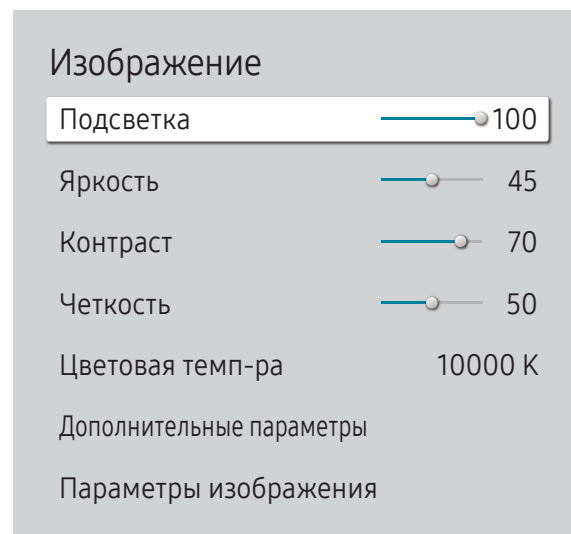 Изображение
Подсветка 100
Яркость 45
Контраст 70
Четкость 50
Цветовая темп-ра 10000 K
Дополнительные параметры
Параметры изображения